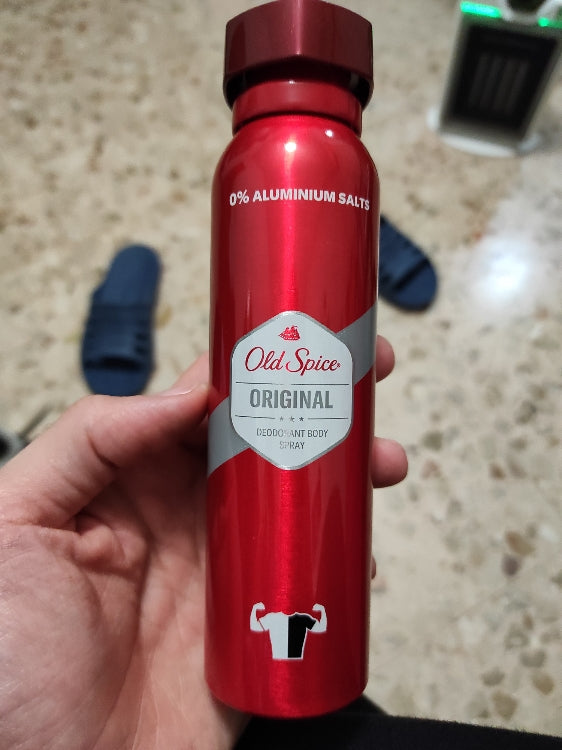 0% ALUMINIUM SALTS
Old Spice
ORIGINAL
DEODORANT BODY
SPRAY